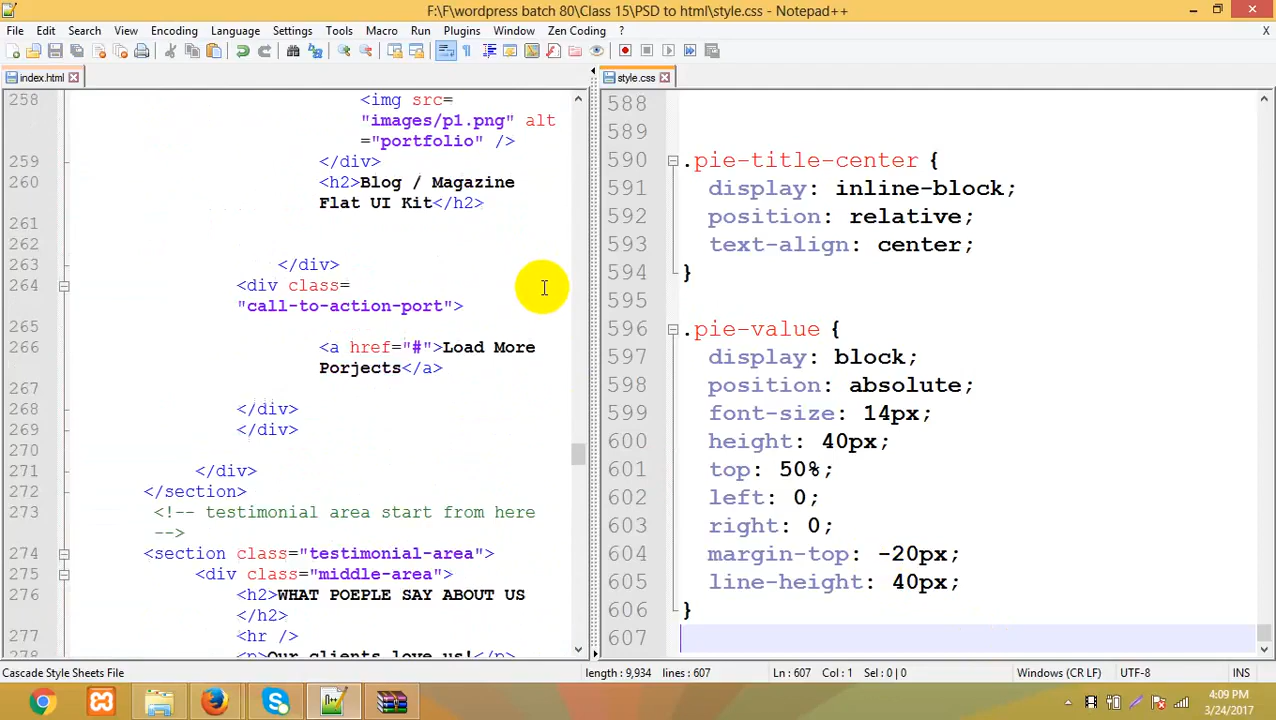 F:\F\wordpress batch 80\Class 15\PSD to html\style.css - Notepad++
File Edit Search View Encoding Language Settings Tools Macro Run Plugins Window Zen Coding ?
X
index.html
style.css
258 <img src=
"images/p1.png" alt
="portfolio" />
259 </div>
260 <h2>Blog / Magazine
Flat UI Kit</h2>
261
262
263 </div>
264 <div class=
"call-to-action-port">
265
266 <a href="#">Load More
Porjects</a>
267
268 </div>
269 </div>
270
271 </div>
272 </section>
273 <!-- testimonial area start from here
-->
274 <section class="testimonial-area">
275 <div class="middle-area">
276 <h2>WHAT POEPLE SAY ABOUT US
</h2>
277 <hr />
278 <p>Our clients love us!</p>
588
589
590 .pie-title-center {
591 display: inline-block;
592 position: relative;
593 text-align: center;
594 }
595
596 .pie-value {
597 display: block;
598 position: absolute;
599 font-size: 14px;
600 height: 40px;
601 top: 50%;
602 left: 0;
603 right: 0;
604 margin-top: -20px;
605 line-height: 40px;
606 }
607
Cascade Style Sheets File
length : 9,934 lines : 607
Ln : 607 Col : 1 Sel : 0 | 0
Windows (CR LF)
UTF-8
INS
4:09 PM
3/24/2017